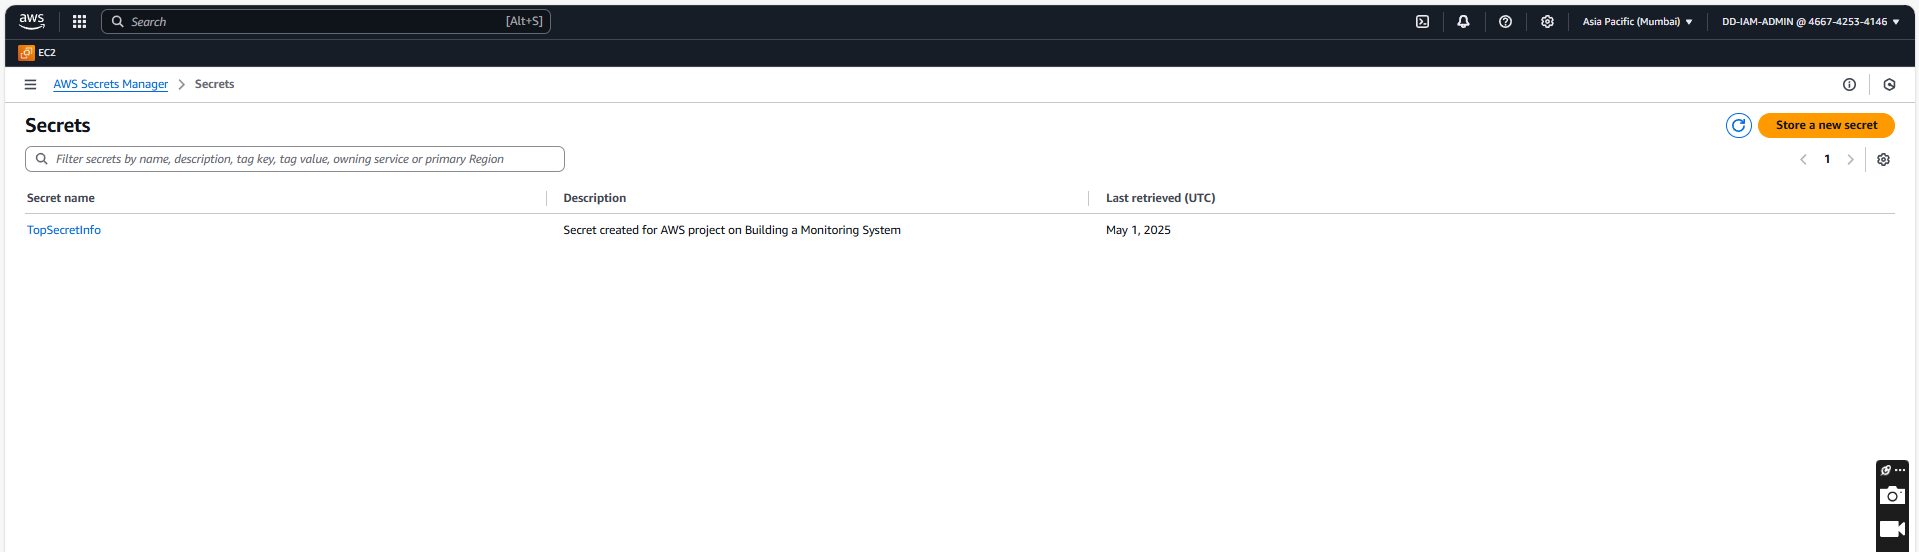 aws Search [Alt+S] Asia Pacific (Mumbai) DD-IAM-ADMIN @ 4667-4253-4146
EC2
AWS Secrets Manager Secrets
Secrets Store a new secret
Filter secrets by name, description, tag key, tag value, owning service or primary Region 1
Secret name Description Last retrieved (UTC)
TopSecretInfo Secret created for AWS project on Building a Monitoring System May 1, 2025